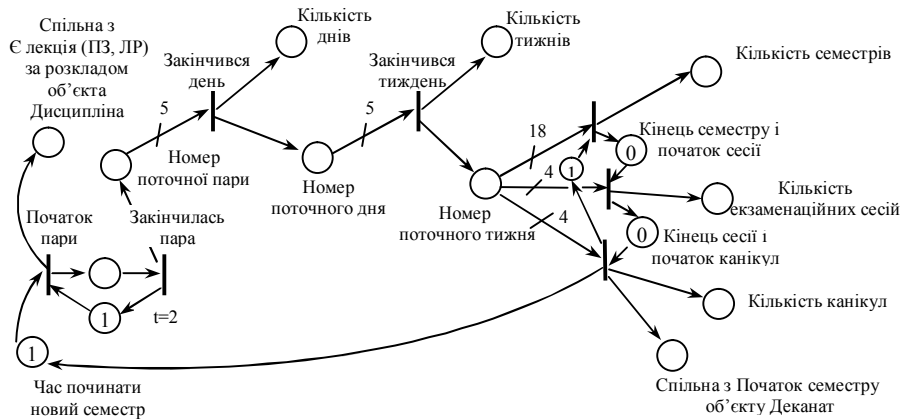 Спільна з
Є лекція (ПЗ, ЛР)
за розкладом
об’єкта
Дисципліна
Кількість
днів
Закінчився
день
Кількість
тижнів
Закінчився
тиждень
Кількість семестрів
5
5
18
Номер
поточної пари
Номер
поточного дня
Номер
поточного тижня
1
0
Кінець семестру і
початок сесії
4
4
Кількість
екзаменаційних сесій
0
Кінець сесії і
початок канікул
Початок
пари
Закінчилась
пара
1
t=2
Кількість канікул
1
Час починати
новий семестр
Спільна з Початок семестру
об’єкту Деканат